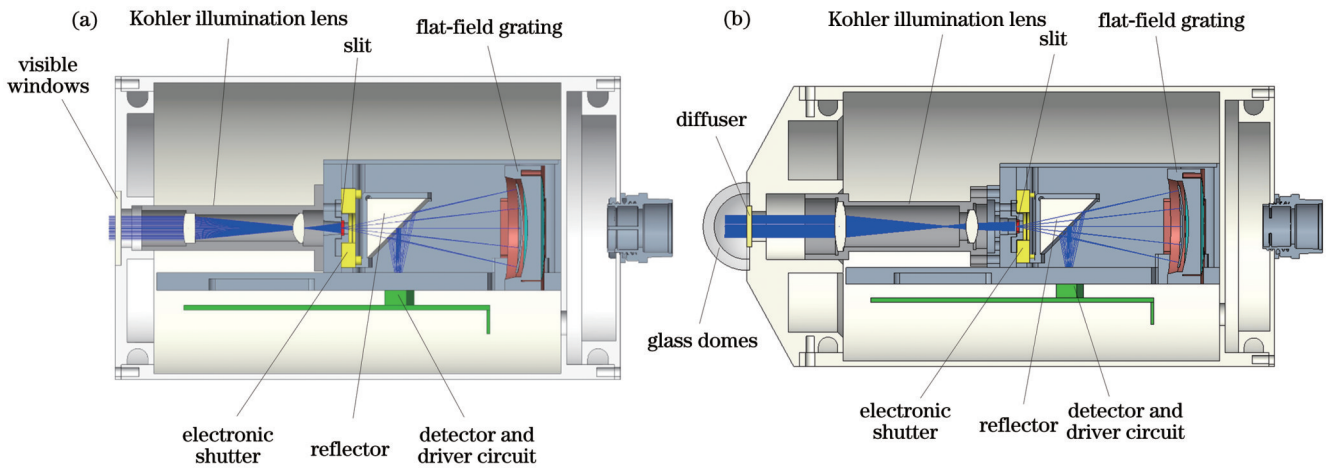 (a)
Kohler illumination lens
slit
flat-field grating
visible
windows
electronic
shutter
reflector
detector and
driver circuit
(b)
Kohler illumination lens
slit
flat-field grating
diffuser
glass domes
electronic
shutter
reflector
detector and
driver circuit